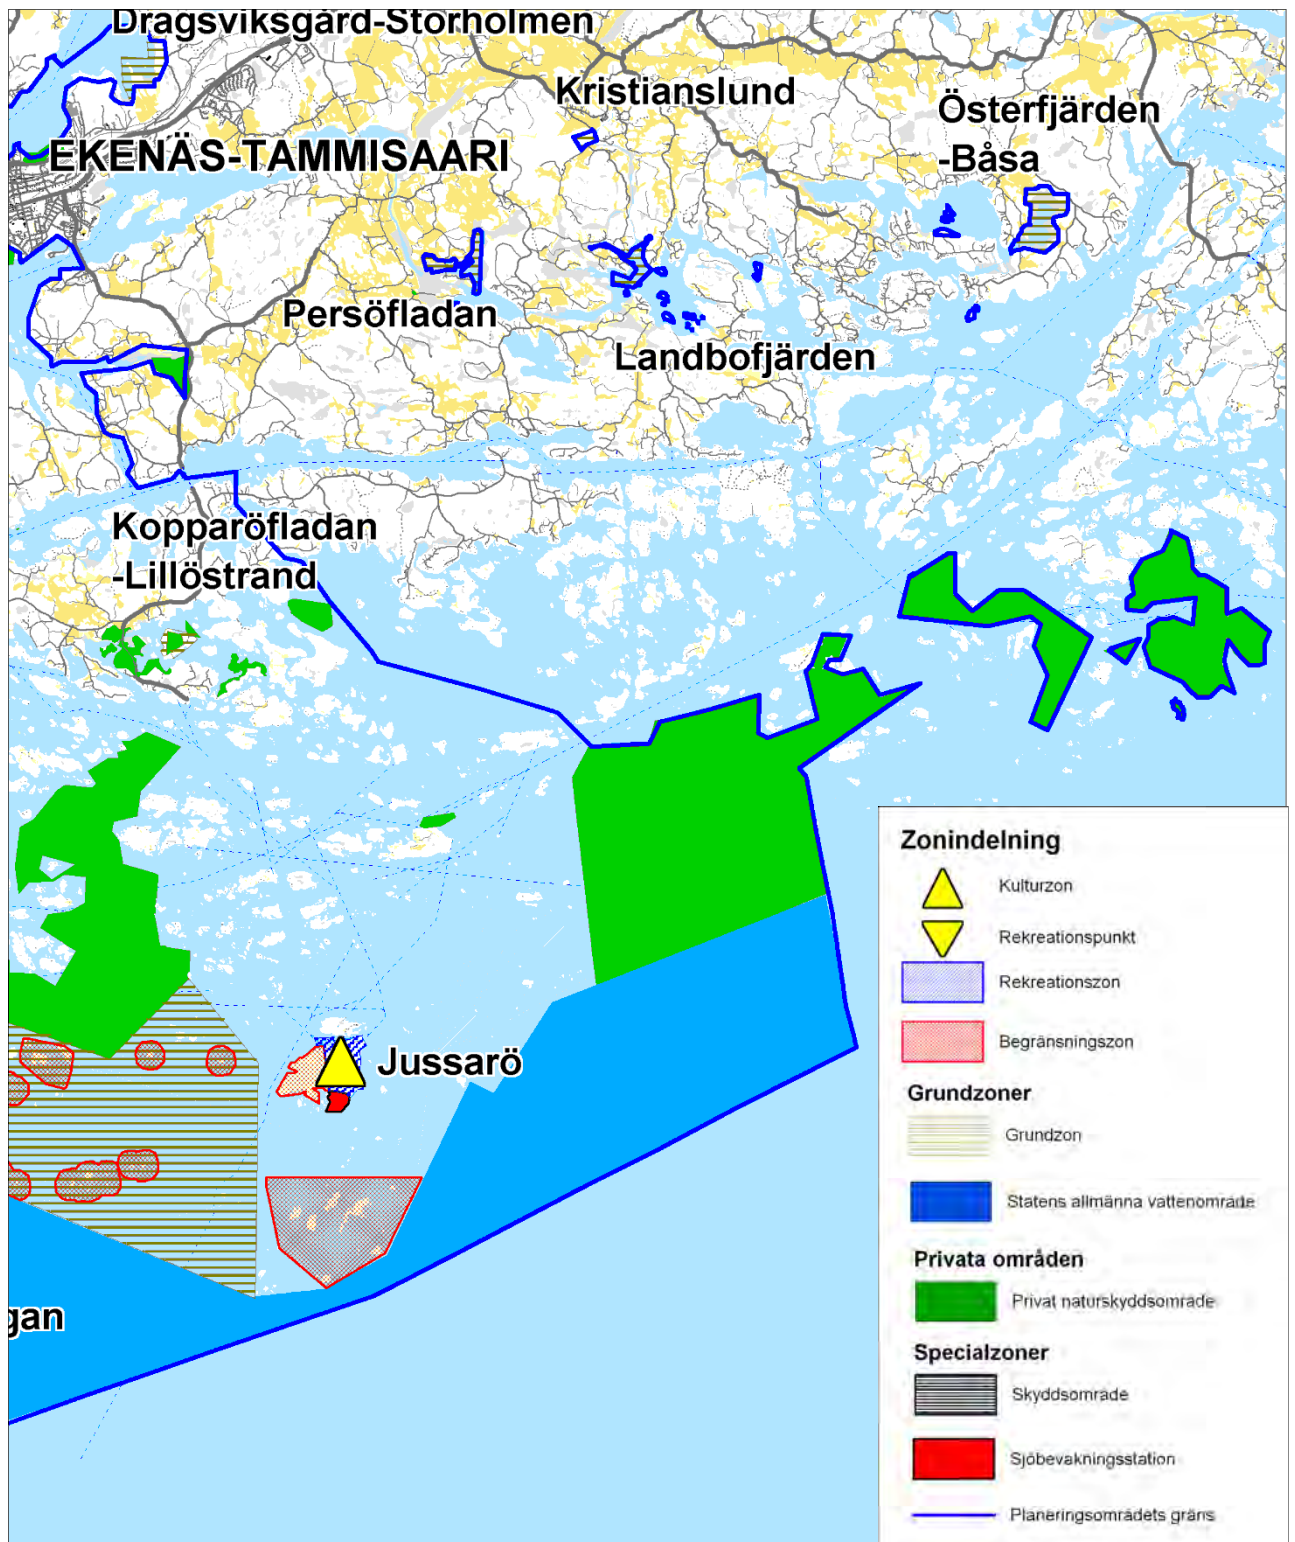 Dragsviksgård-Storholmen
Kristianslund
Österfjärden
-Båsa
EKENÄS-TAMMISAARI
Persöfladan
Landbofjärden
Kopparöfladan
-Lillöstrand
Jussarö
gan
Zonindelning
Kulturzon
Rekreationspunkt
Rekreationszon
Begränsningszon
Grundzoner
Grundzon
Statens allmänna vattenområde
Privata områden
Privat naturskyddsområde
Specialzoner
Skyddsområde
Sjöbevakningsstation
Planeringsområdets gräns